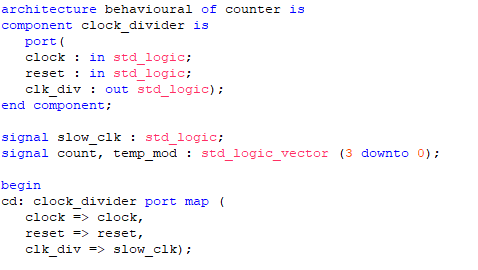 architecture behavioural of counter is
component clock_divider is
   port(
   clock : in std_logic;
   reset : in std_logic;
   clk_div : out std_logic);
end component;

signal slow_clk : std_logic;
signal count, temp_mod : std_logic_vector (3 downto 0);

begin
cd: clock_divider port map (
   clock => clock,
   reset => reset,
   clk_div => slow_clk);